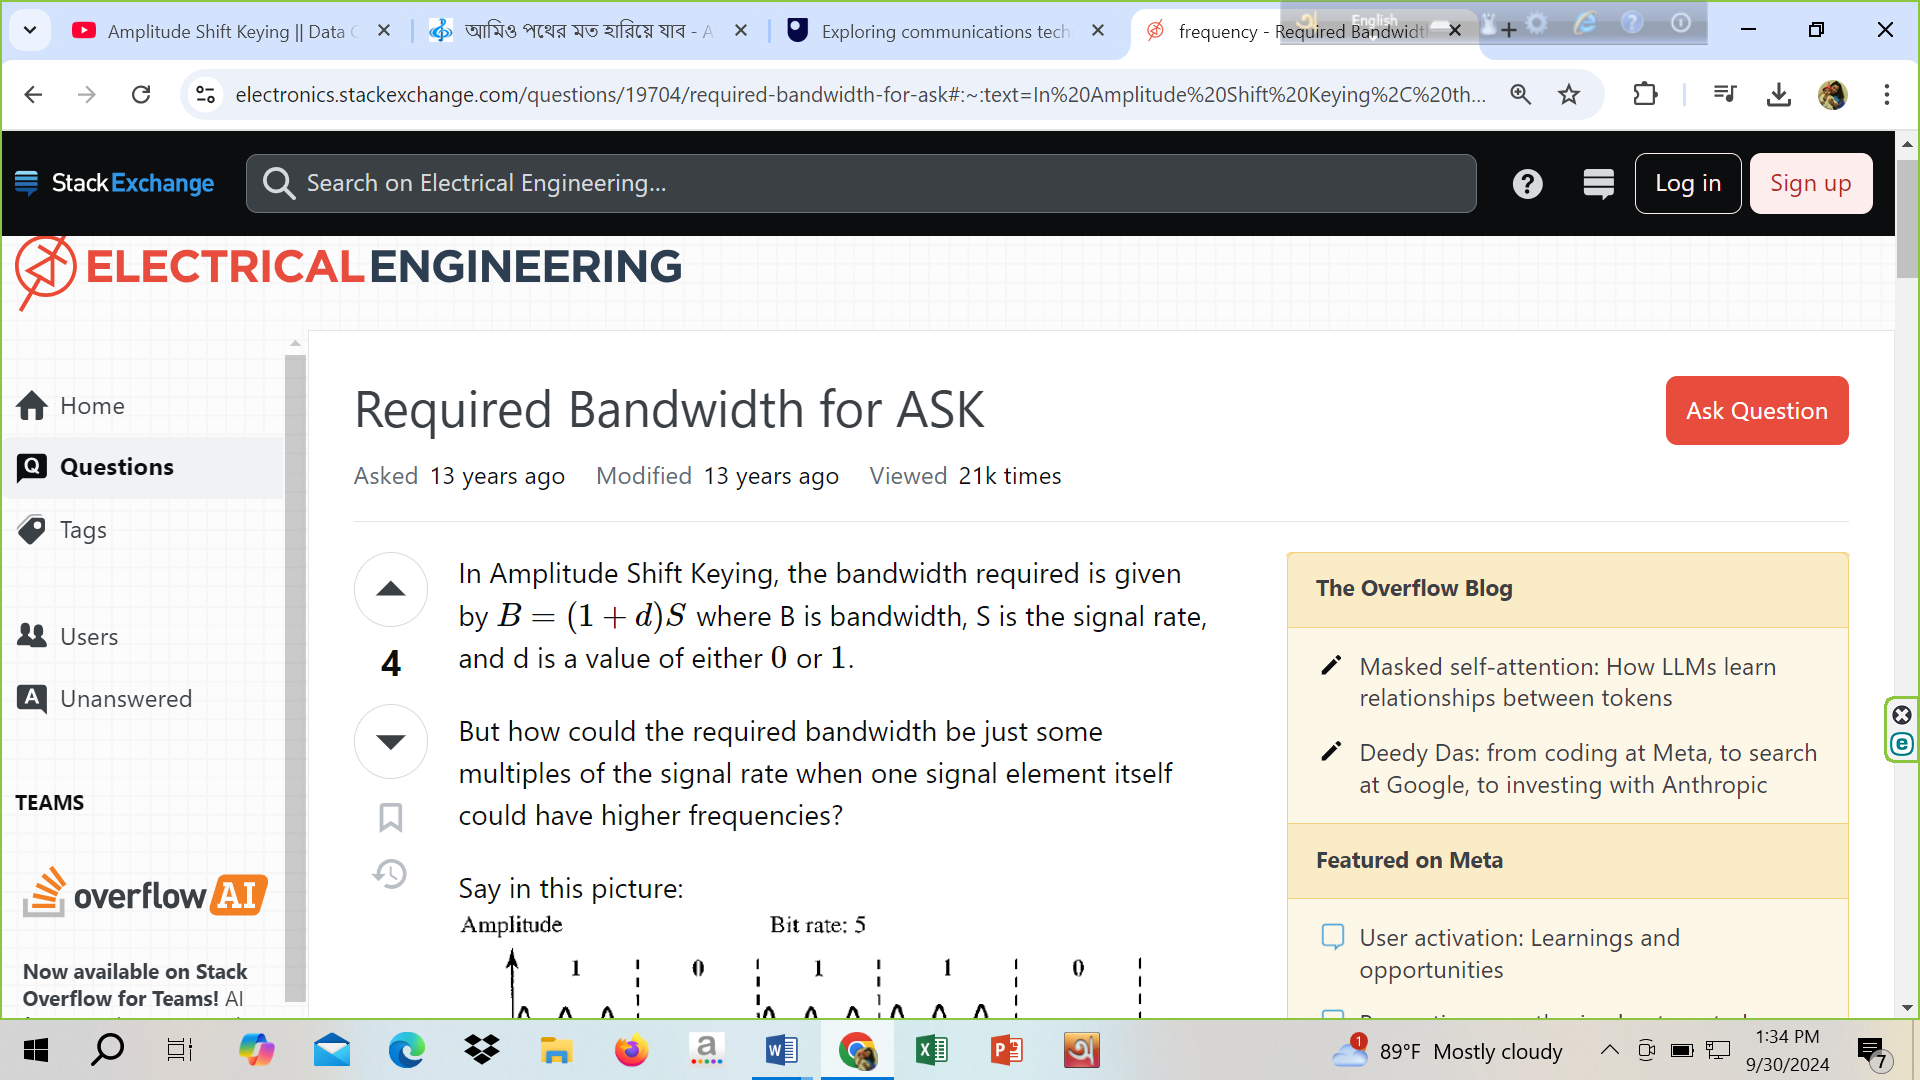 Amplitude Shift Keying || Data C
আমিও পথের মত হারিয়ে যাব - A
Exploring communications tech
frequency - Required Bandwidt
English
electronics.stackexchange.com/questions/19704/required-bandwidth-for-ask#:~:text=In%20Amplitude%20Shift%20Keying%2C%20th...
StackExchange
Search on Electrical Engineering...
Log in
Sign up
ELECTRICAL ENGINEERING
Home
Questions
Tags
Users
Unanswered
TEAMS
overflow AI
Now available on Stack
Overflow for Teams! AI
Required Bandwidth for ASK
Ask Question
Asked 13 years ago Modified 13 years ago Viewed 21k times
4
In Amplitude Shift Keying, the bandwidth required is given
by B = (1 + d)S where B is bandwidth, S is the signal rate,
and d is a value of either 0 or 1.
But how could the required bandwidth be just some
multiples of the signal rate when one signal element itself
could have higher frequencies?
Say in this picture:
Amplitude Bit rate: 5
1 0 1 1 0
The Overflow Blog
Masked self-attention: How LLMs learn
relationships between tokens
Deedy Das: from coding at Meta, to search
at Google, to investing with Anthropic
Featured on Meta
User activation: Learnings and
opportunities
1
89°F Mostly cloudy
1:34 PM
9/30/2024
7